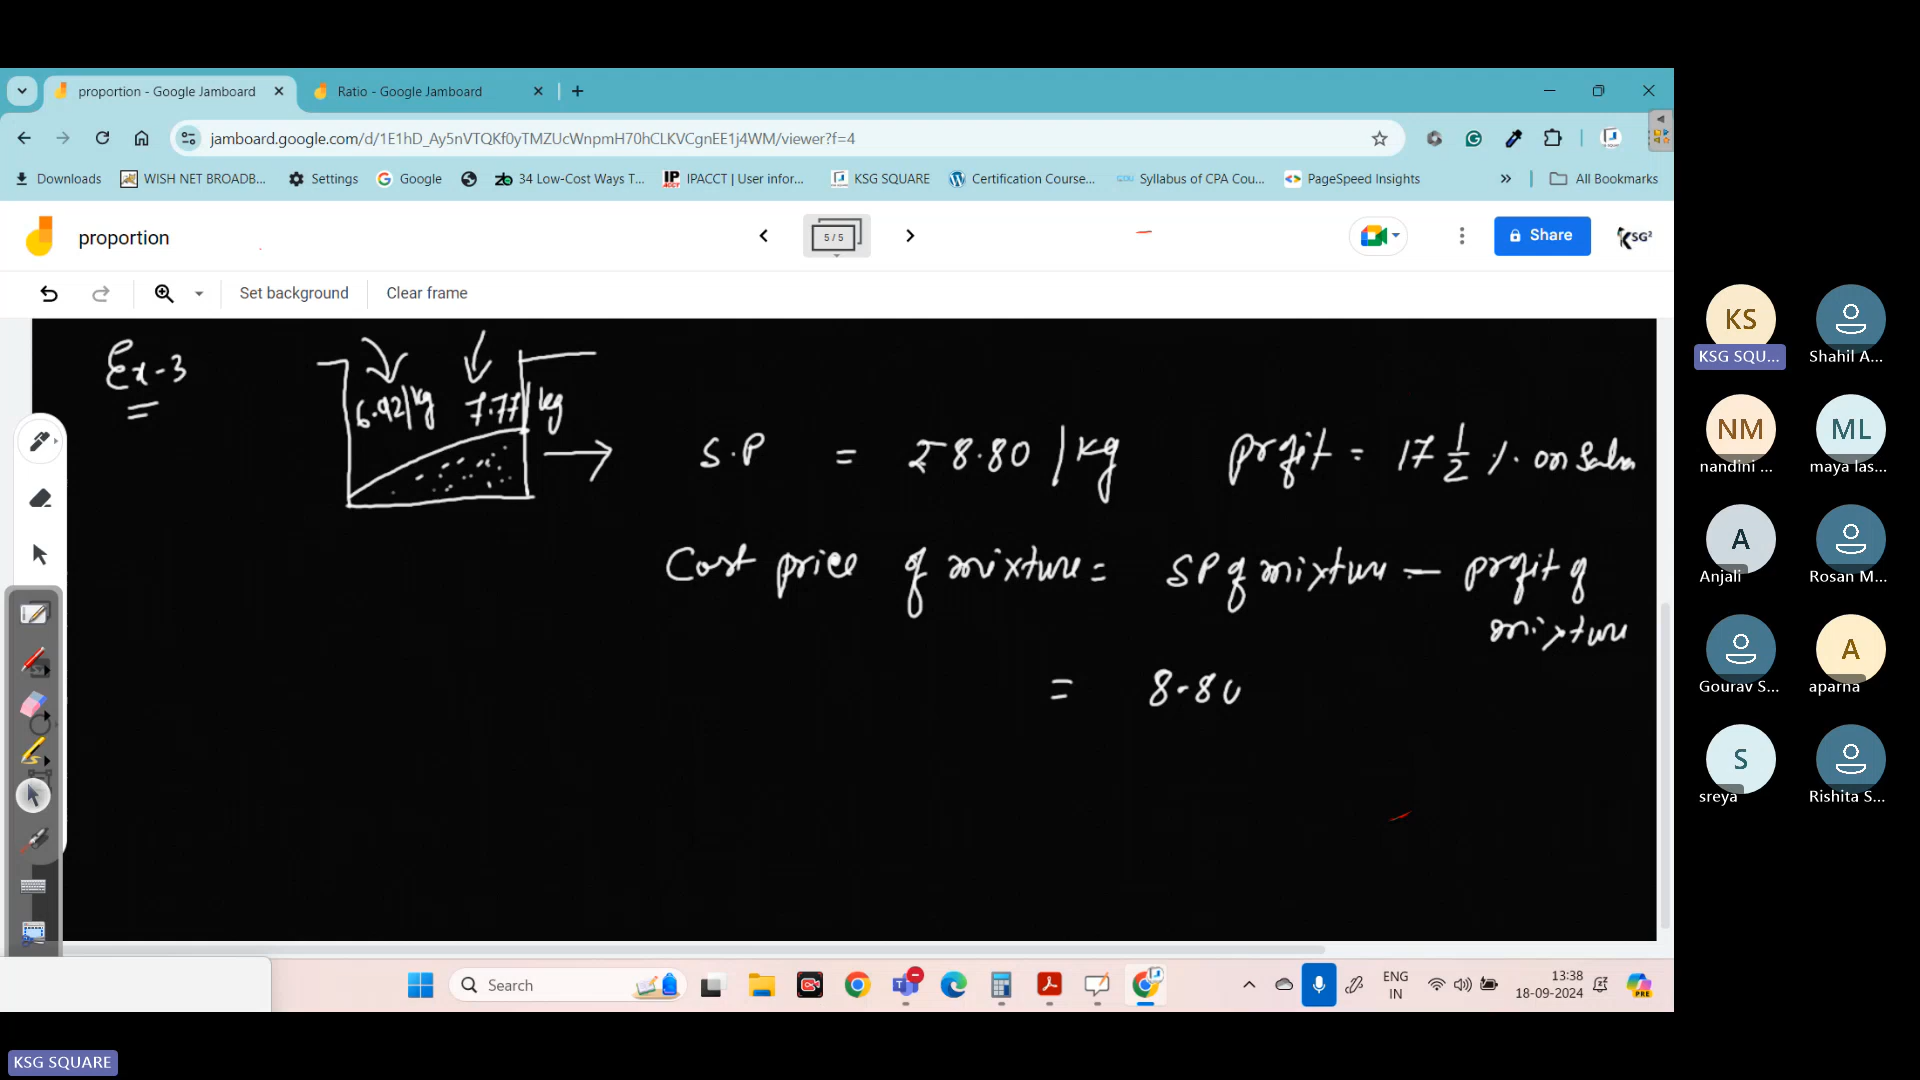 proportion - Google Jamboard
Ratio - Google Jamboard
jamboard.google.com/d/1E1hD_Ay5nVTQKf0yTMZUcWnpmH70hCLKVCgnEE1j4WM/viewer?f=4
Downloads WISH NET BROADB... Settings Google 34 Low-Cost Ways T... IPACCT | User infor... KSG SQUARE Certification Course... Syllabus of CPA Cou... PageSpeed Insights All Bookmarks
proportion
5 / 5
Share
KSG²
Set background Clear frame
Ex-3
6.92/kg 7.77/kg
S.P = ₹8.80 /kg profit = 17 1/2 %. on Sales
Cost price of mixture = SP of mixture - profit of
mixture
= 8.80
KS
KSG SQU... Shahil A...
NM ML
nandini ... maya las...
A
Anjali Rosan M...
A
Gourav S... aparna
S
sreya Rishita S...
Search
ENG
IN
13:38
18-09-2024
PRE
KSG SQUARE